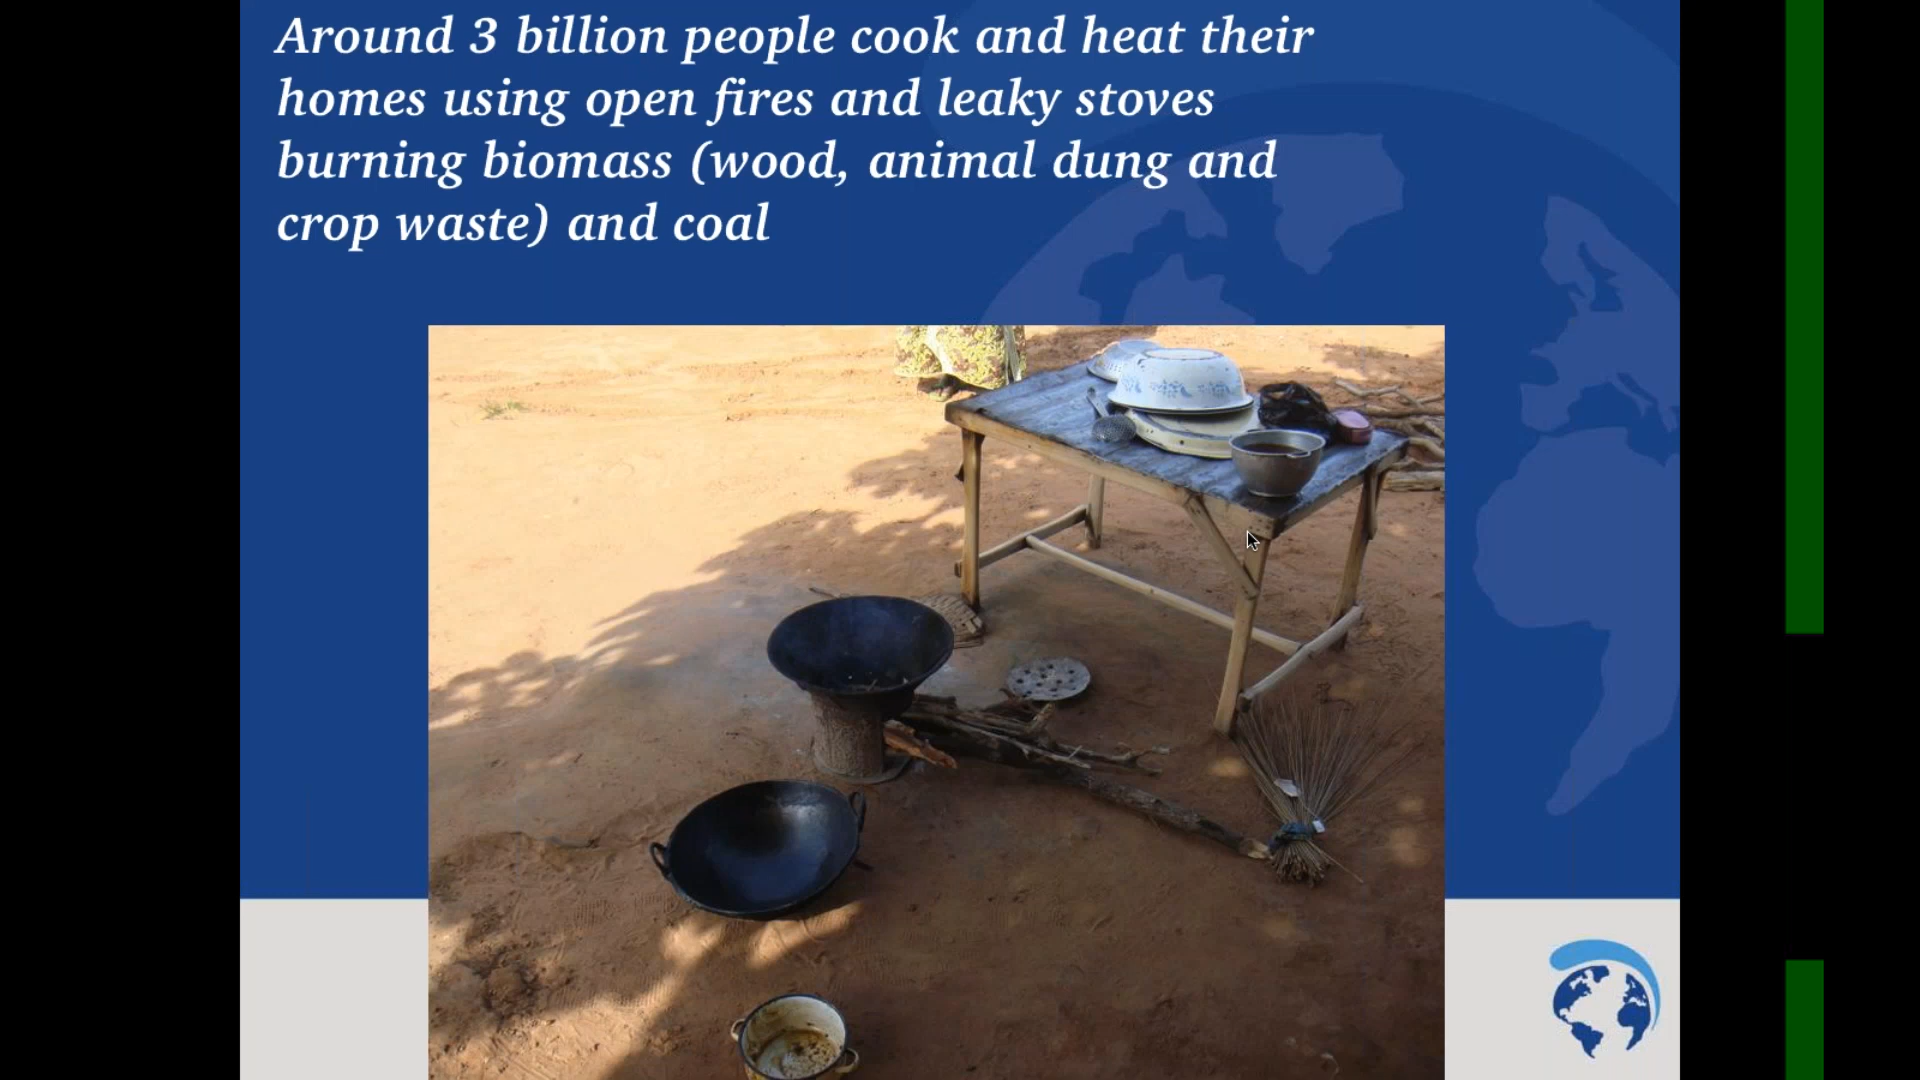 Around 3 billion people cook and heat their
homes using open fires and leaky stoves
burning biomass (wood, animal dung and
crop waste) and coal